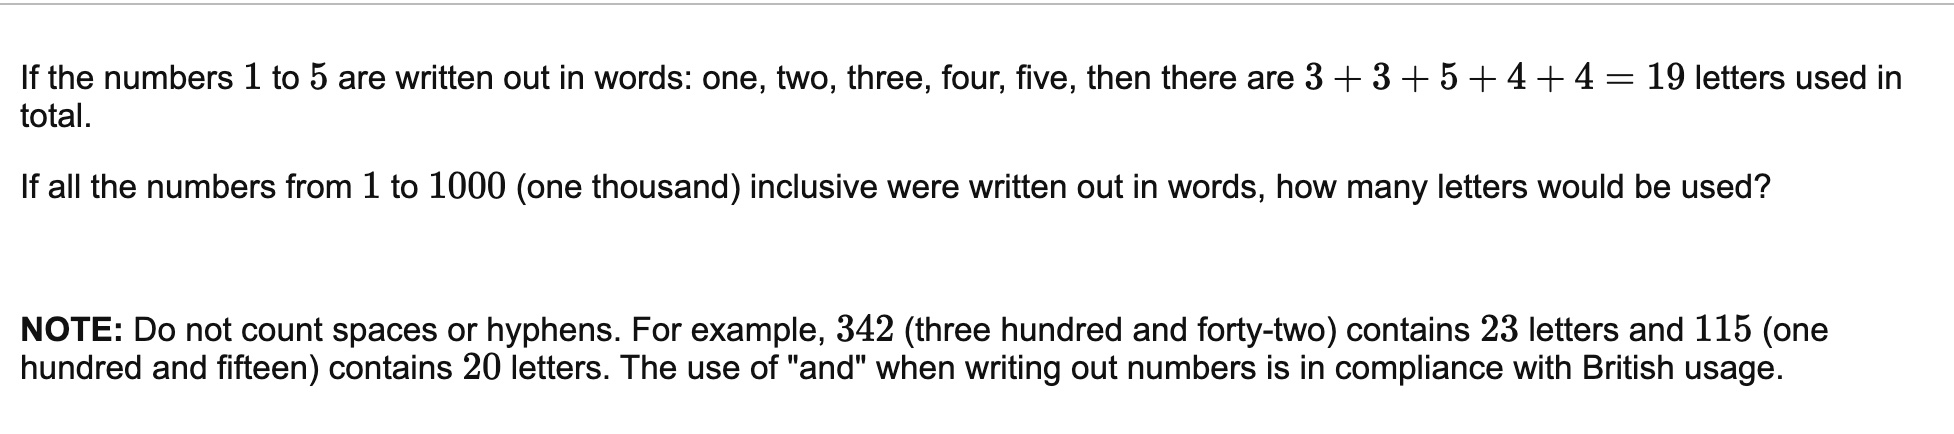 If the numbers 1 to 5 are written out in words: one, two, three, four, five, then there are 3 + 3 + 5 + 4 + 4 = 19 letters used in
total.
If all the numbers from 1 to 1000 (one thousand) inclusive were written out in words, how many letters would be used?
NOTE: Do not count spaces or hyphens. For example, 342 (three hundred and forty-two) contains 23 letters and 115 (one
hundred and fifteen) contains 20 letters. The use of "and" when writing out numbers is in compliance with British usage.